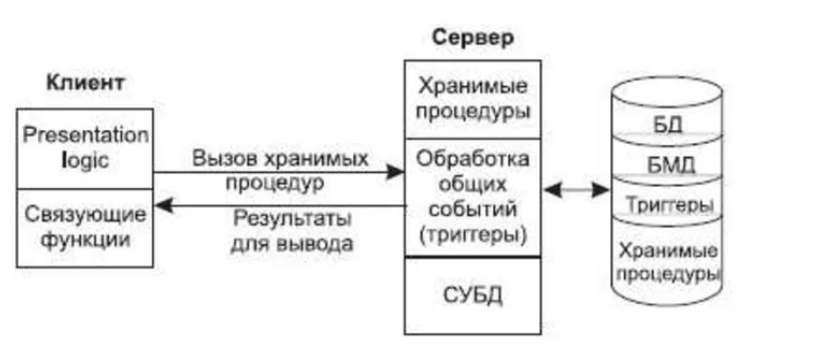 Клиент
Presentation
logic
Связующие
функции
Вызов хранимых
процедур
Результаты
для вывода
Сервер
Хранимые
процедуры
Обработка
общих
событий
(триггеры)
СУБД
БД
БМД
Триггеры
Хранимые
процедуры